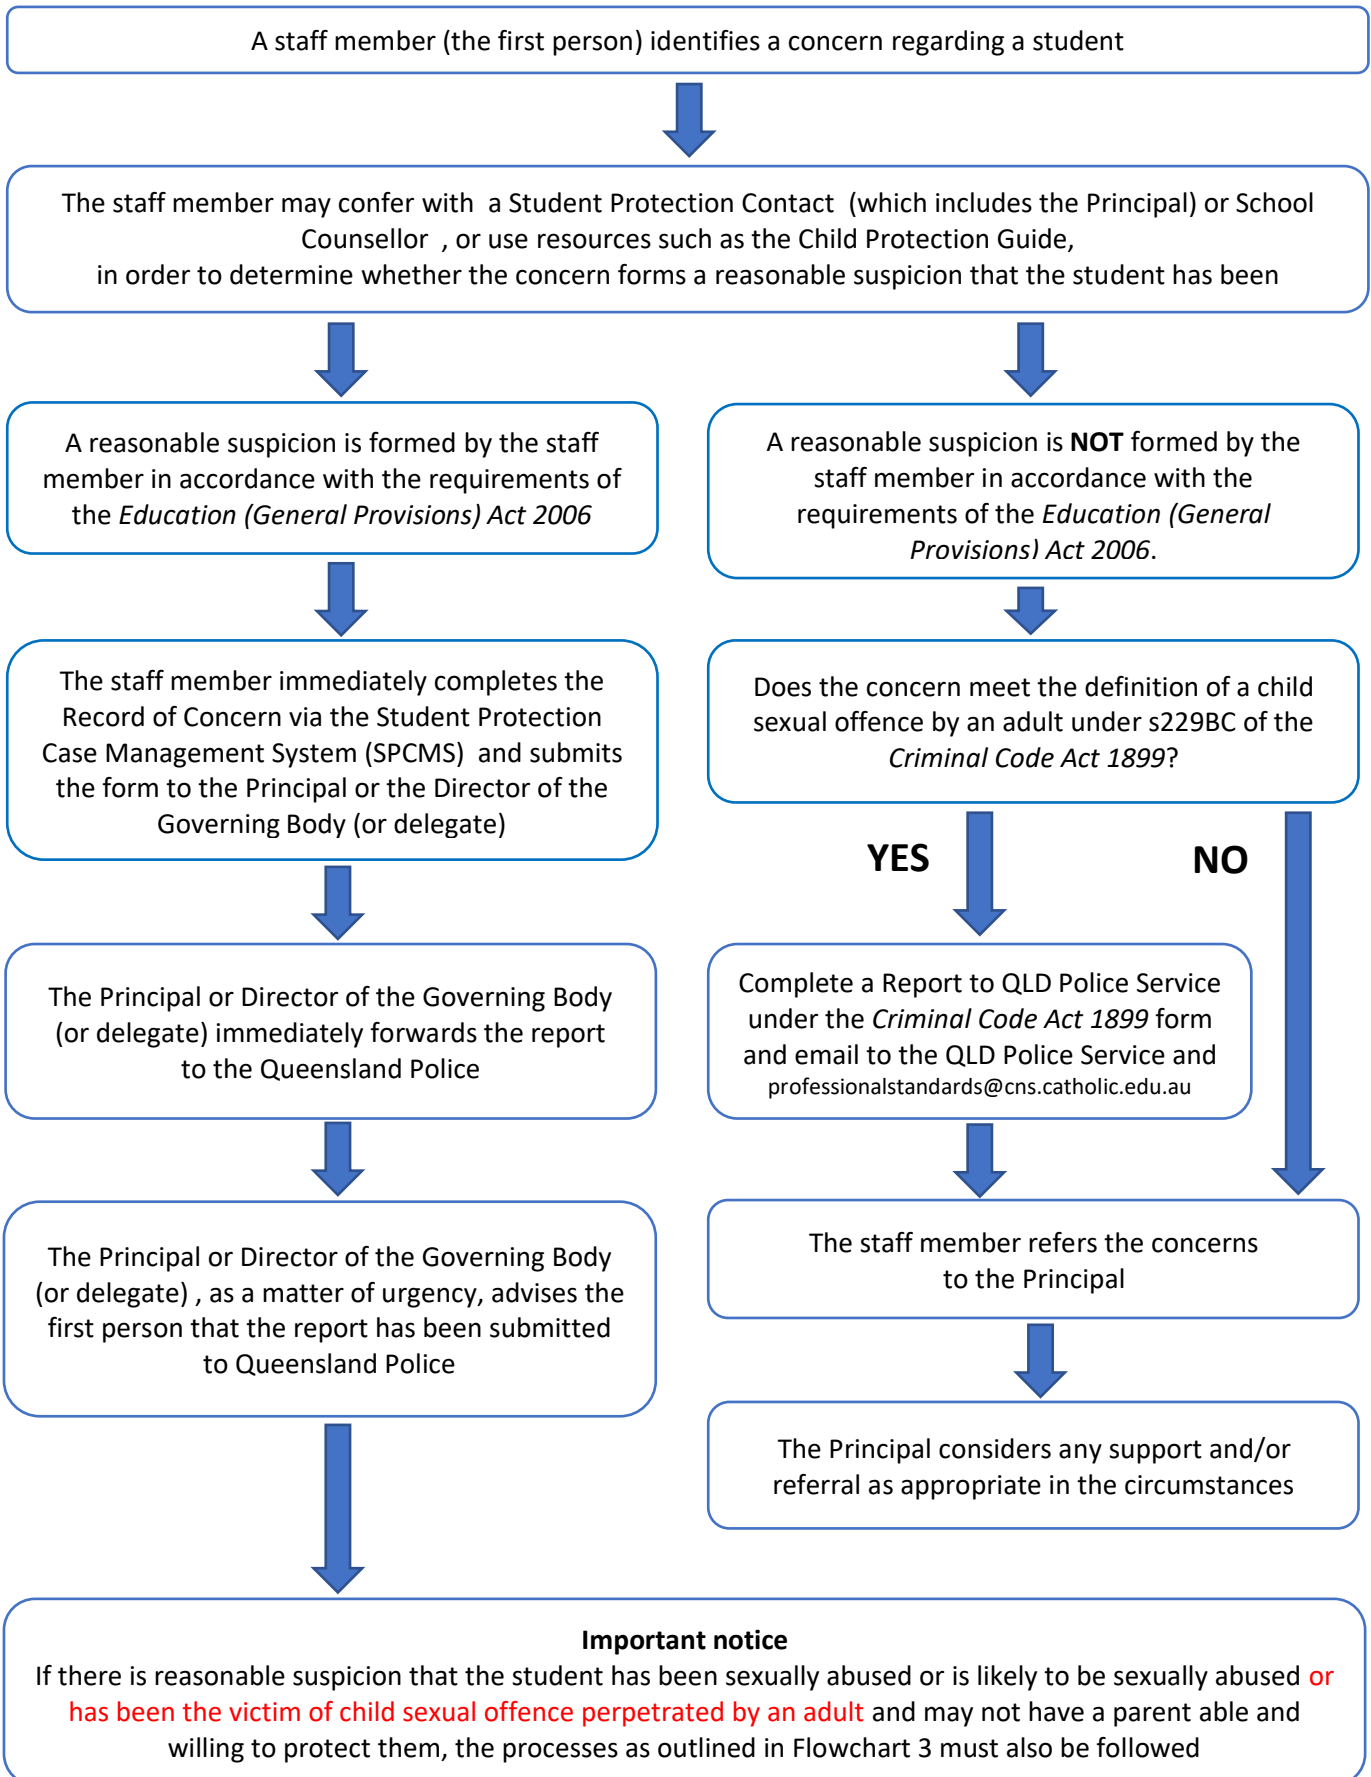 A staff member (the first person) identifies a concern regarding a student
The staff member may confer with a Student Protection Contact (which includes the Principal) or School
Counsellor , or use resources such as the Child Protection Guide,
in order to determine whether the concern forms a reasonable suspicion that the student has been
A reasonable suspicion is formed by the staff
member in accordance with the requirements of
the Education (General Provisions) Act 2006
The staff member immediately completes the
Record of Concern via the Student Protection
Case Management System (SPCMS) and submits
the form to the Principal or the Director of the
Governing Body (or delegate)
The Principal or Director of the Governing Body
(or delegate) immediately forwards the report
to the Queensland Police
The Principal or Director of the Governing Body
(or delegate) , as a matter of urgency, advises the
first person that the report has been submitted
to Queensland Police
A reasonable suspicion is NOT formed by the
staff member in accordance with the
requirements of the Education (General
Provisions) Act 2006.
Does the concern meet the definition of a child
sexual offence by an adult under s229BC of the
Criminal Code Act 1899?
YES
NO
Complete a Report to QLD Police Service
under the Criminal Code Act 1899 form
and email to the QLD Police Service and
professionalstandards@cns.catholic.edu.au
The staff member refers the concerns
to the Principal
The Principal considers any support and/or
referral as appropriate in the circumstances
Important notice
If there is reasonable suspicion that the student has been sexually abused or is likely to be sexually abused or
has been the victim of child sexual offence perpetrated by an adult and may not have a parent able and
willing to protect them, the processes as outlined in Flowchart 3 must also be followed